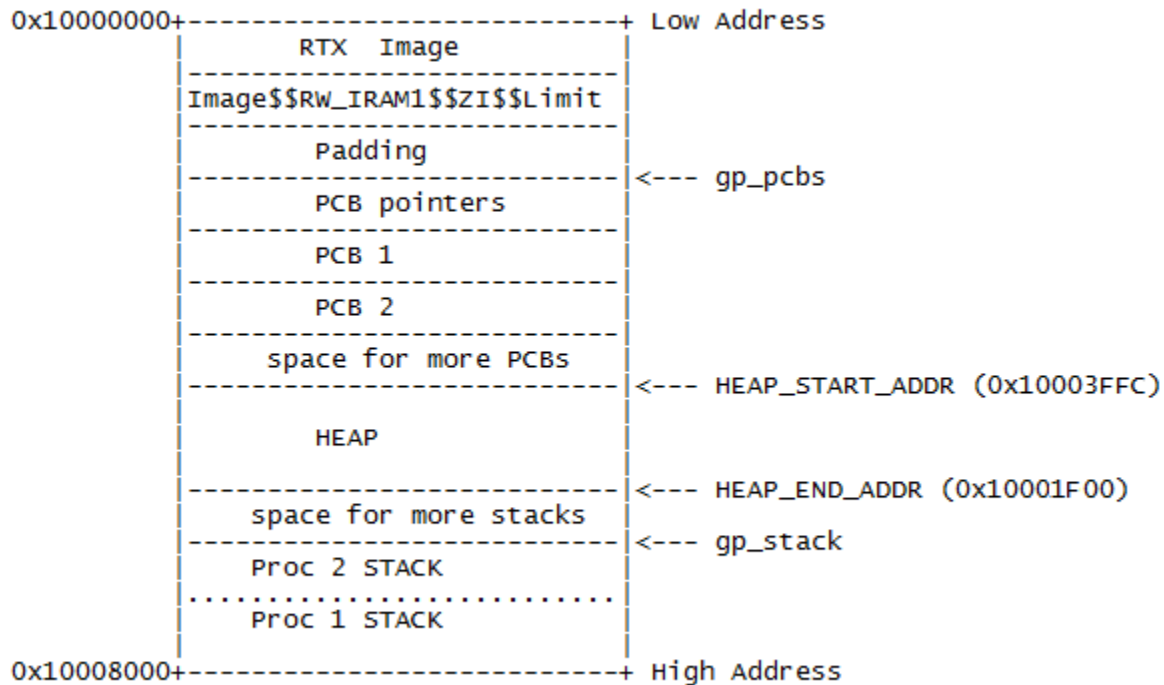 0x10000000+---------------------------+ Low Address
| RTX Image |
|---------------------------|
|Image$$RW_IRAM1$$ZI$$Limit |
|---------------------------|
| Padding |
|---------------------------|<--- gp_pcbs
| PCB pointers |
|---------------------------|
| PCB 1 |
|---------------------------|
| PCB 2 |
|---------------------------|
| space for more PCBs |
|---------------------------|<--- HEAP_START_ADDR (0x10003FFC)
| HEAP |
|---------------------------|<--- HEAP_END_ADDR (0x10001F00)
| space for more stacks |
|---------------------------|<--- gp_stack
| Proc 2 STACK |
|...........................|
| Proc 1 STACK |
0x10008000+---------------------------+ High Address